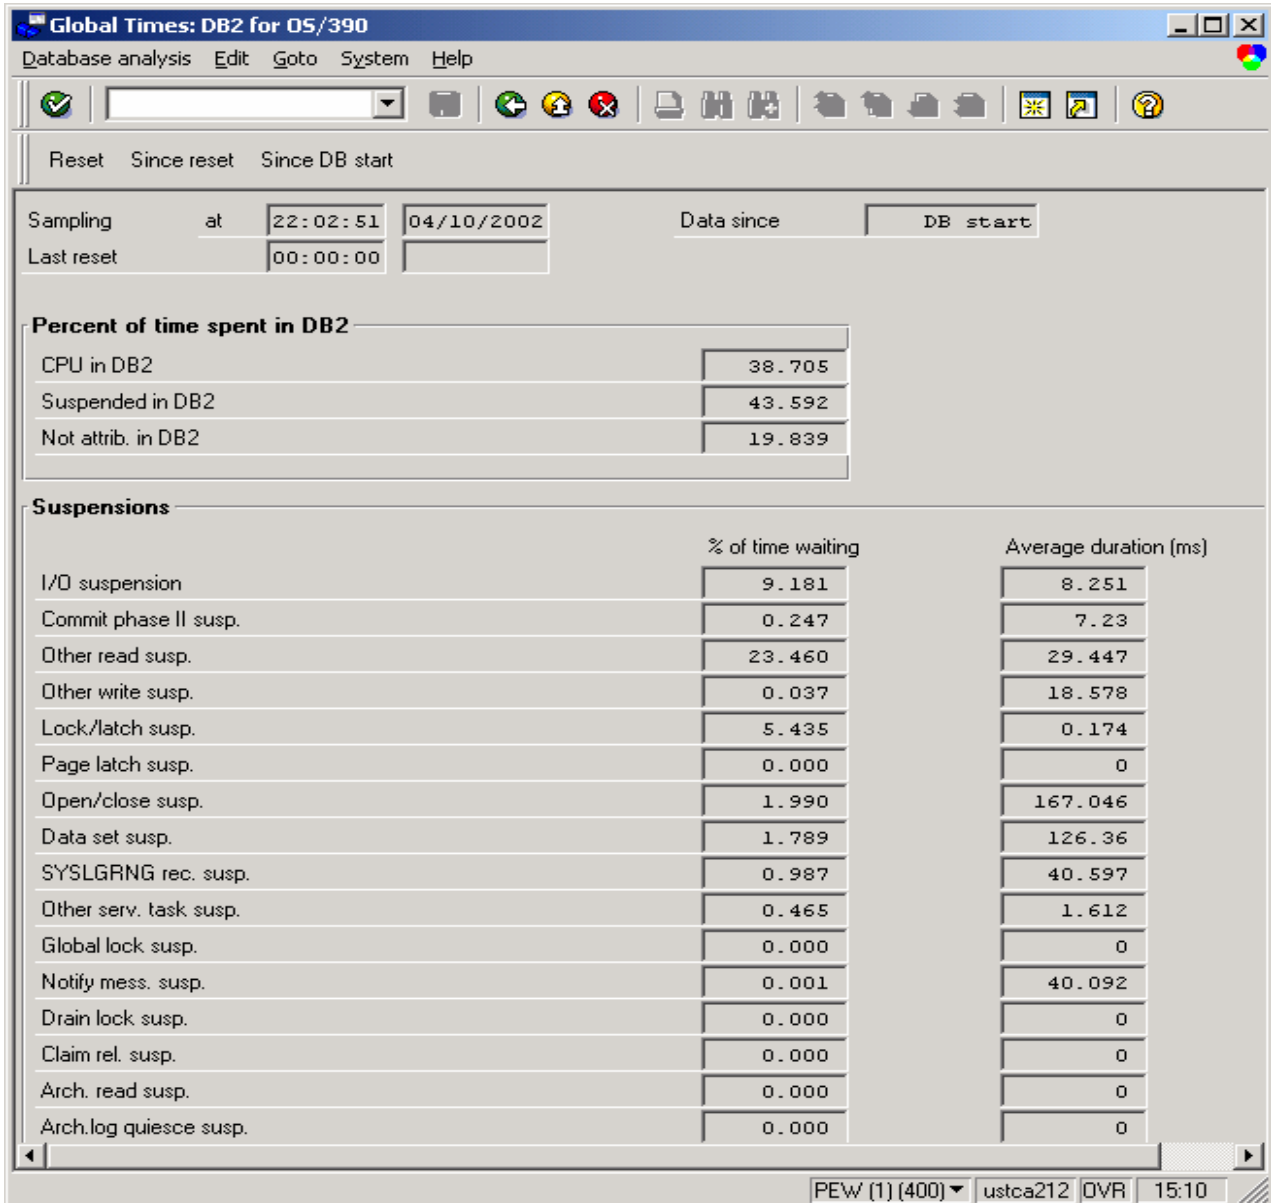 Global Times: DB2 for OS/390
Database analysis Edit Goto System Help
Reset Since reset Since DB start
Sampling at 22:02:51 04/10/2002 Data since DB start
Last reset 00:00:00
Percent of time spent in DB2
CPU in DB2 38.705
Suspended in DB2 43.592
Not attrib. in DB2 19.839
Suspensions
% of time waiting Average duration (ms)
I/O suspension 9.181 8.251
Commit phase II susp. 0.247 7.23
Other read susp. 23.460 29.447
Other write susp. 0.037 18.578
Lock/latch susp. 5.435 0.174
Page latch susp. 0.000 0
Open/close susp. 1.990 167.046
Data set susp. 1.789 126.36
SYSLGRNG rec. susp. 0.987 40.597
Other serv. task susp. 0.465 1.612
Global lock susp. 0.000 0
Notify mess. susp. 0.001 40.092
Drain lock susp. 0.000 0
Claim rel. susp. 0.000 0
Arch. read susp. 0.000 0
Arch.log quiesce susp. 0.000 0
PEW (1) (400) ustca212 OVR 15:10